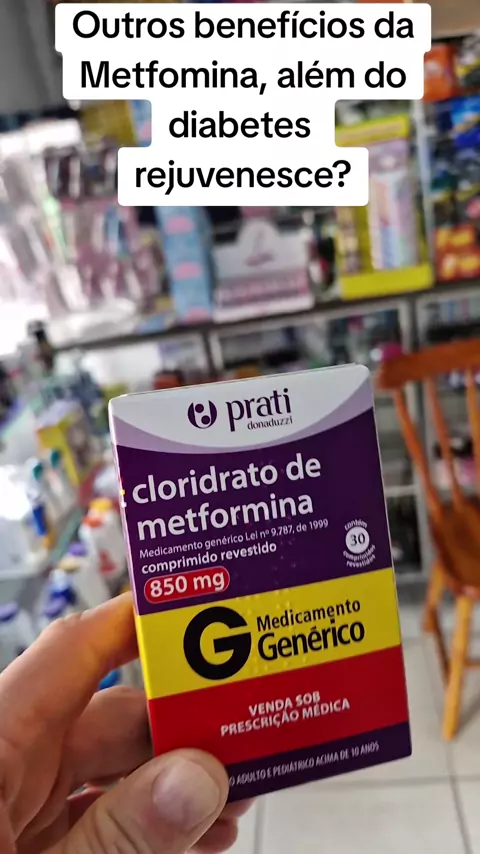 Outros benefícios da
Metfomina, além do
diabetes
rejuvenesce?
prati
donaduzzi
cloridrato de
metformina
Medicamento genérico Lei nº 9.787, de 1999
comprimido revestido
850 mg
contém
30
comprimidos
revestidos
G Medicamento
Genérico
VENDA SOB
PRESCRIÇÃO MÉDICA
O ADULTO E PEDIÁTRICO ACIMA DE 10 ANOS